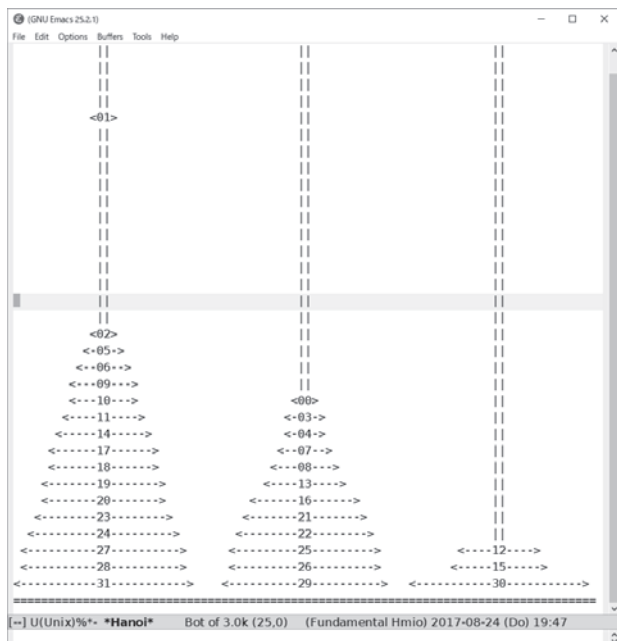 (GNU Emacs 25.2.1)
File Edit Options Buffers Tools Help
|| || ||
|| || ||
|| || ||
|| || ||
<01> || ||
|| || ||
|| || ||
|| || ||
|| || ||
|| || ||
|| || ||
|| || ||
|| || ||
|| || ||
|| || ||
|| || ||
|| || ||
<02> || ||
<-05-> || ||
<--06--> || ||
<---09---> || ||
<---10---> <00> ||
<----11----> <-03-> ||
<-----14-----> <-04-> ||
<------17------> <--07--> ||
<------18------> <---08---> ||
<-------19-------> <----13----> ||
<-------20-------> <------16------> ||
<--------23--------> <--------21--------> ||
<---------24---------> <--------22--------> ||
<----------27----------> <---------25---------> <----12---->
<----------28----------> <---------26---------> <-----15----->
<-----------31-----------> <----------29----------> <-----------30----------->
====================================================================================
[--] U(Unix)%*- *Hanoi* Bot of 3.0k (25,0) (Fundamental Hmio) 2017-08-24 (Do) 19:47